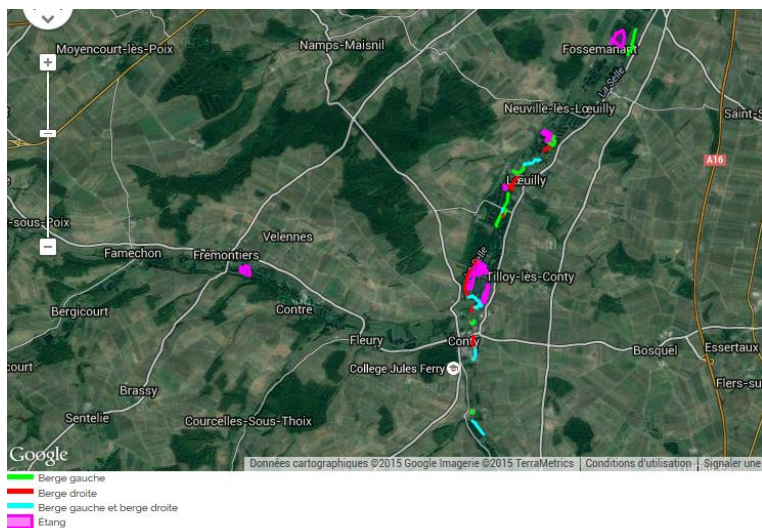 Moyencourt-lès-Poix
Namps-Maisnil
Fossemanant
La Selle
Neuville-lès-Lœuilly
Saint-S
A16
Lœuilly
-sous-Poix
Velennes
Famechon
Frémontiers
Tilloy-lès-Conty
Bergicourt
Contre
Fleury
Conty
Bosquel
Essertaux
court
College Jules Ferry
Flers-su
Brassy
Sentelie
Courcelles-Sous-Thoix
Google
Données cartographiques ©2015 Google Imagerie ©2015 TerraMetrics
Conditions d'utilisation
Signaler une
Berge gauche
Berge droite
Berge gauche et berge droite
Étang